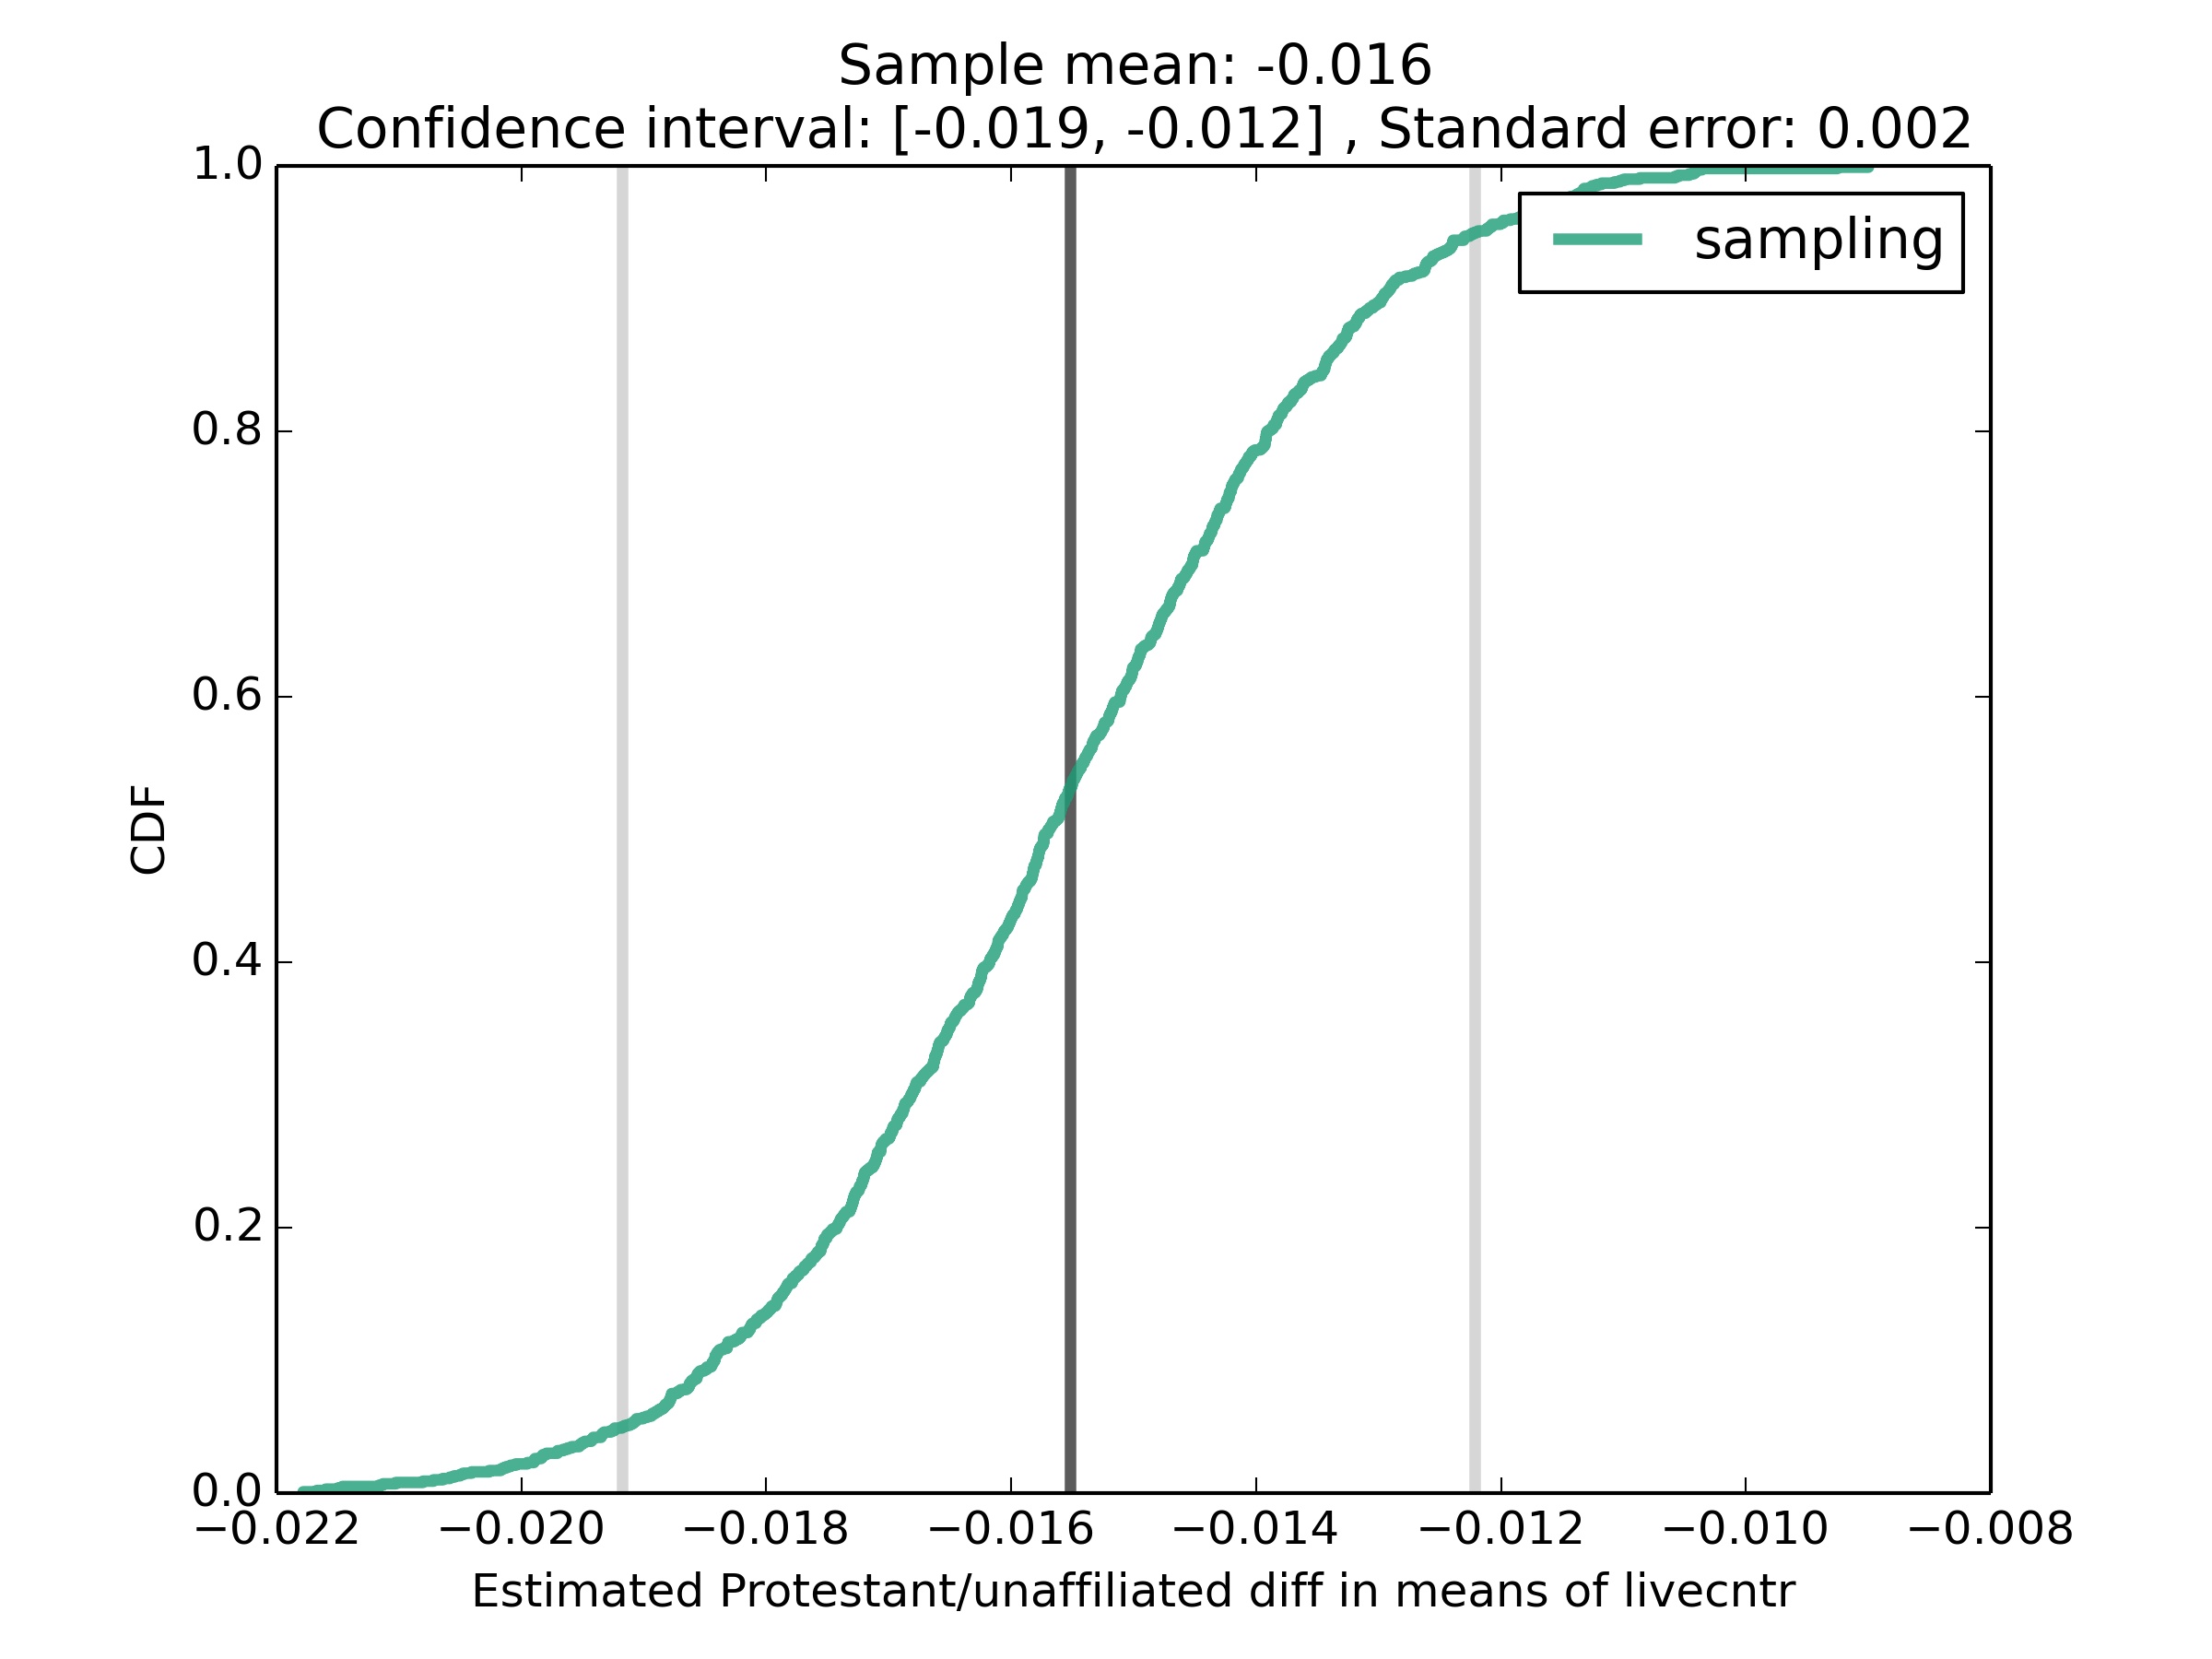 Sample mean: -0.016
Confidence interval: [-0.019, -0.012] , Standard error: 0.002
1.0
sampling
0.8
0.6
CDF
0.4
0.2
0.0
−0.022 −0.020 −0.018 −0.016 −0.014 −0.012 −0.010 −0.008
Estimated Protestant/unaffiliated diff in means of livecntr